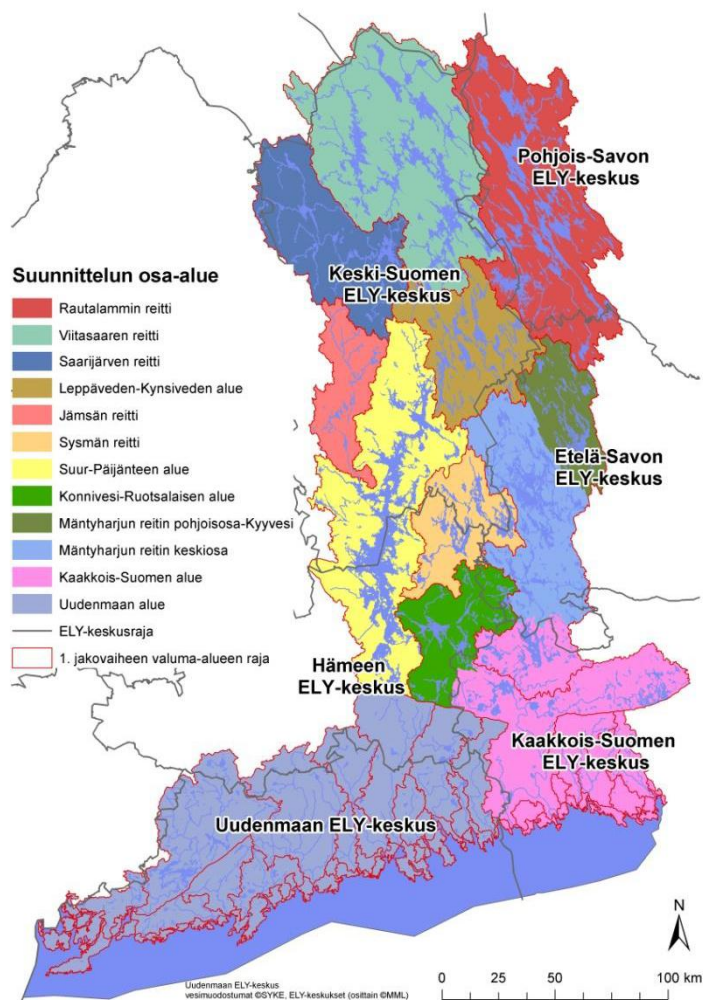 Pohjois-Savon
ELY-keskus
Keski-Suomen
ELY-keskus
Suunnittelun osa-alue
Rautalammin reitti
Viitasaaren reitti
Saarijärven reitti
Leppäveden-Kynsiveden alue
Jämsän reitti
Sysmän reitti
Suur-Päijänteen alue
Konnivesi-Ruotsalaisen alue
Mäntyharjun reitin pohjoisosa-Kyyvesi
Mäntyharjun reitin keskiosa
Kaakkois-Suomen alue
Uudenmaan alue
ELY-keskusraja
1. jakovaiheen valuma-alueen raja
Etelä-Savon
ELY-keskus
Hämeen
ELY-keskus
Kaakkois-Suomen
ELY-keskus
Uudenmaan ELY-keskus
N
Uudenmaan ELY-keskus
vesimuodostumat ©SYKE, ELY-keskukset (osittain ©MML)
0 25 50 100 km